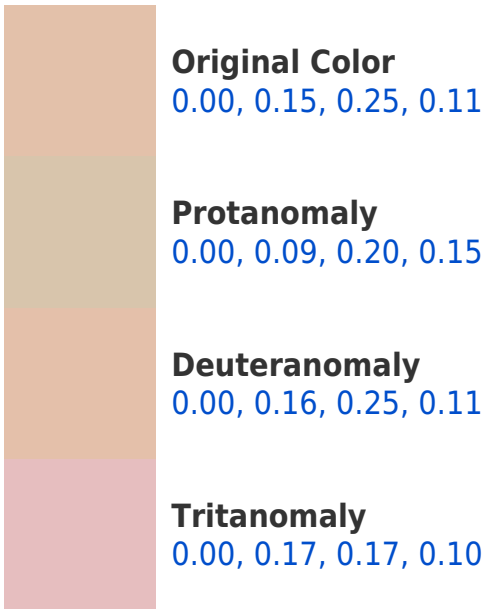 Original Color
0.00, 0.15, 0.25, 0.11
Protanomaly
0.00, 0.09, 0.20, 0.15
Deuteranomaly
0.00, 0.16, 0.25, 0.11
Tritanomaly
0.00, 0.17, 0.17, 0.10